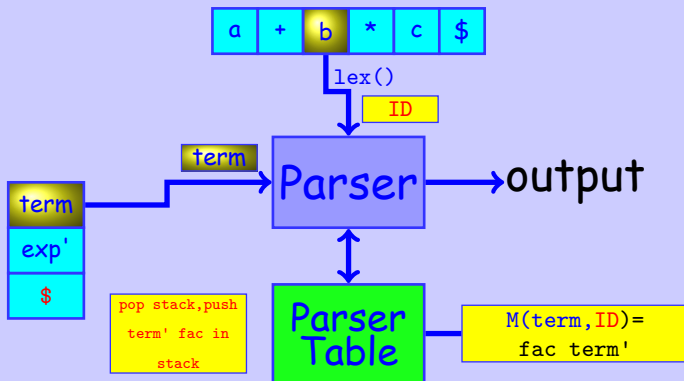 a + b * c $
lex()
ID
term
Parser
output
term
exp'
$
pop stack,push
term' fac in
stack
Parser
Table
M(term,ID)=
fac term'